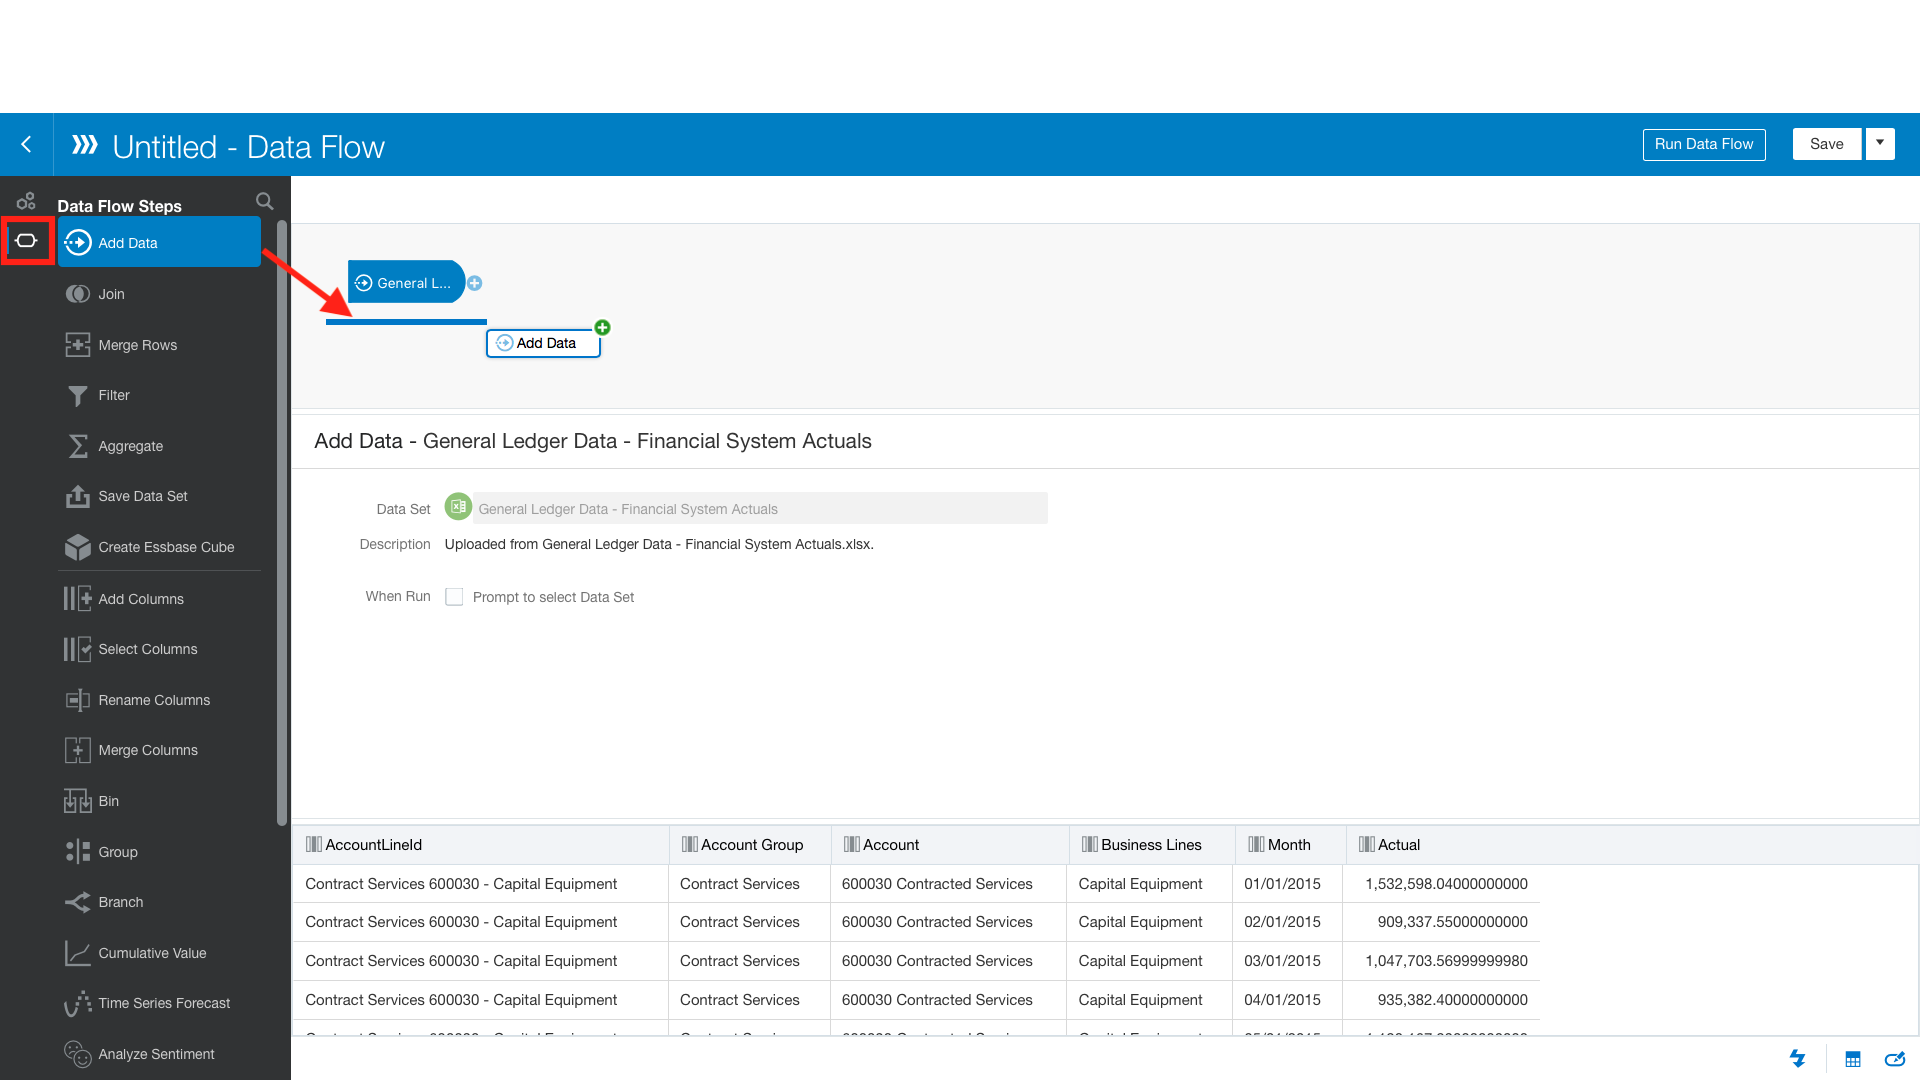 Untitled - Data Flow
Run Data Flow
Save
Data Flow Steps
Add Data
Join
Merge Rows
Filter
Aggregate
Save Data Set
Create Essbase Cube
Add Columns
Select Columns
Rename Columns
Merge Columns
Bin
Group
Branch
Cumulative Value
Time Series Forecast
Analyze Sentiment
General L...
Add Data
Add Data - General Ledger Data - Financial System Actuals
Data Set General Ledger Data - Financial System Actuals
Description Uploaded from General Ledger Data - Financial System Actuals.xlsx.
When Run Prompt to select Data Set
AccountLineId Account Group Account Business Lines Month Actual
Contract Services 600030 - Capital Equipment Contract Services 600030 Contracted Services Capital Equipment 01/01/2015 1,532,598.04000000000
Contract Services 600030 - Capital Equipment Contract Services 600030 Contracted Services Capital Equipment 02/01/2015 909,337.55000000000
Contract Services 600030 - Capital Equipment Contract Services 600030 Contracted Services Capital Equipment 03/01/2015 1,047,703.56999999980
Contract Services 600030 - Capital Equipment Contract Services 600030 Contracted Services Capital Equipment 04/01/2015 935,382.40000000000